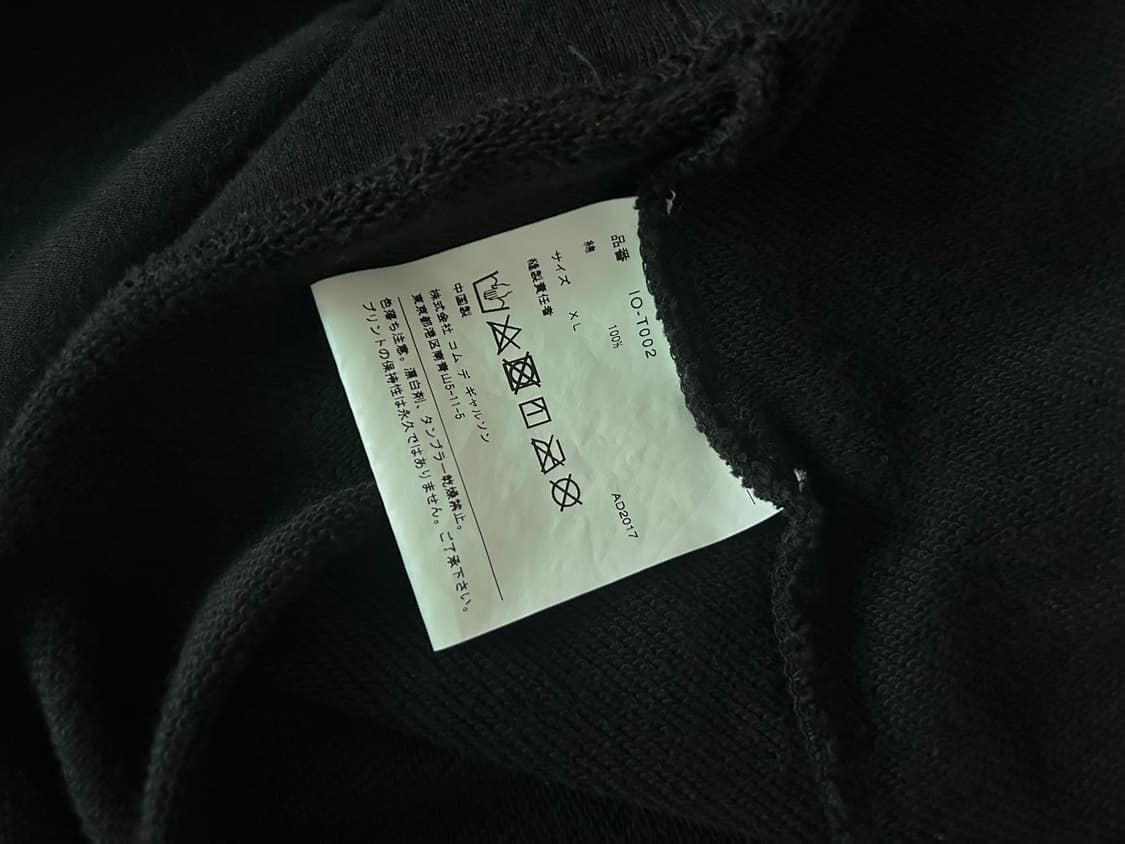 品番 IO-T002
綿 100%
サイズ XL AD2017
縫製責任者
中国製
株式会社 コム デ ギャルソン
東京都港区南青山5-11-5
色落ち注意。漂白剤、タンブラー乾燥禁止。
プリントの保持性は永久ではありません。ご了承下さい。